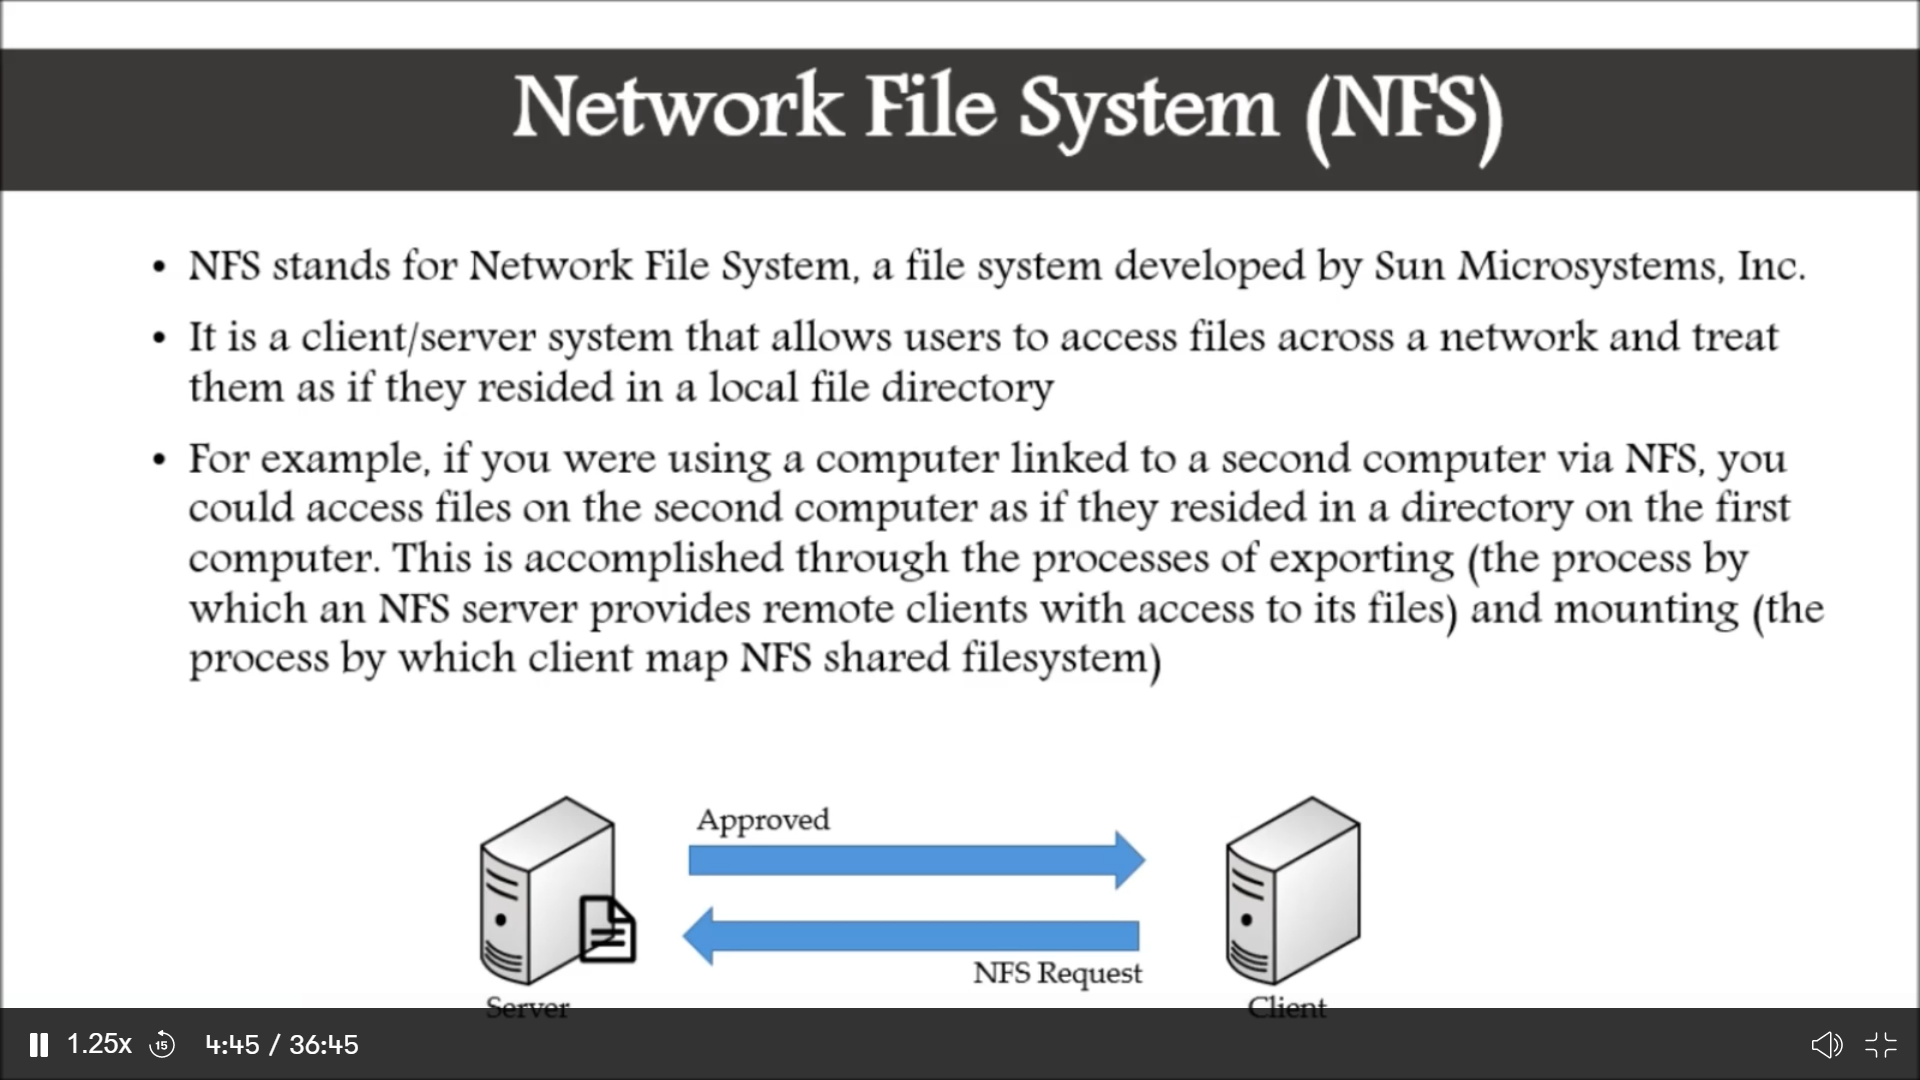 Network File System (NFS)
• NFS stands for Network File System, a file system developed by Sun Microsystems, Inc.
• It is a client/server system that allows users to access files across a network and treat
them as if they resided in a local file directory
• For example, if you were using a computer linked to a second computer via NFS, you
could access files on the second computer as if they resided in a directory on the first
computer. This is accomplished through the processes of exporting (the process by
which an NFS server provides remote clients with access to its files) and mounting (the
process by which client map NFS shared filesystem)
Approved
NFS Request
Server
Client
1.25x 15 4:45 / 36:45